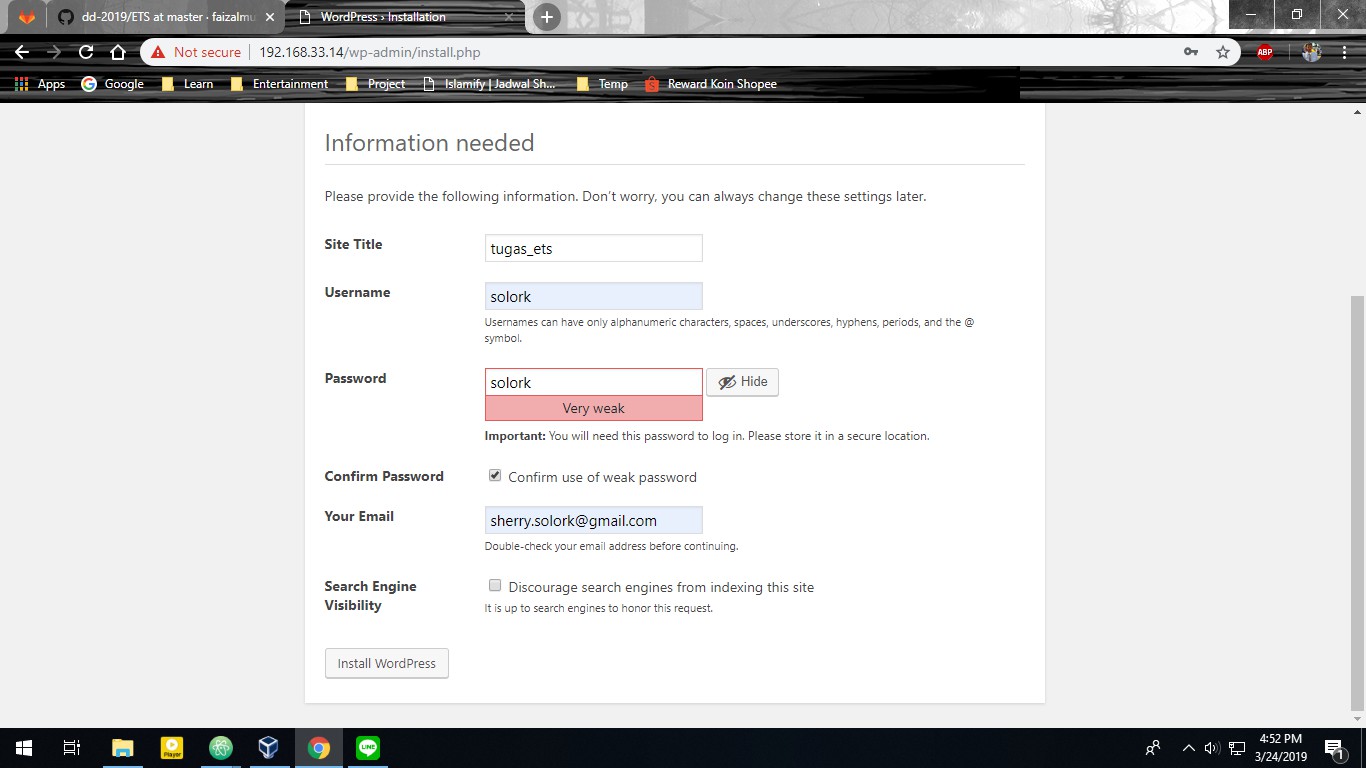 dd-2019/ETS at master · faizalmu
WordPress › Installation
Not secure
192.168.33.14/wp-admin/install.php
ABP
Apps
Google
Learn
Entertainment
Project
Islamify | Jadwal Sh...
Temp
Reward Koin Shopee
Information needed
Please provide the following information. Don’t worry, you can always change these settings later.
Site Title
tugas_ets
Username
solork
Usernames can have only alphanumeric characters, spaces, underscores, hyphens, periods, and the @
symbol.
Password
solork
Hide
Very weak
Important: You will need this password to log in. Please store it in a secure location.
Confirm Password
Confirm use of weak password
Your Email
sherry.solork@gmail.com
Double-check your email address before continuing.
Search Engine
Visibility
Discourage search engines from indexing this site
It is up to search engines to honor this request.
Install WordPress
Player
LINE
4:52 PM
3/24/2019
1